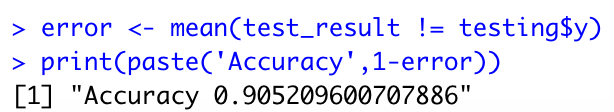 > error <- mean(test_result != testing$y)
> print(paste('Accuracy',1-error))
[1] "Accuracy 0.905209600707886"